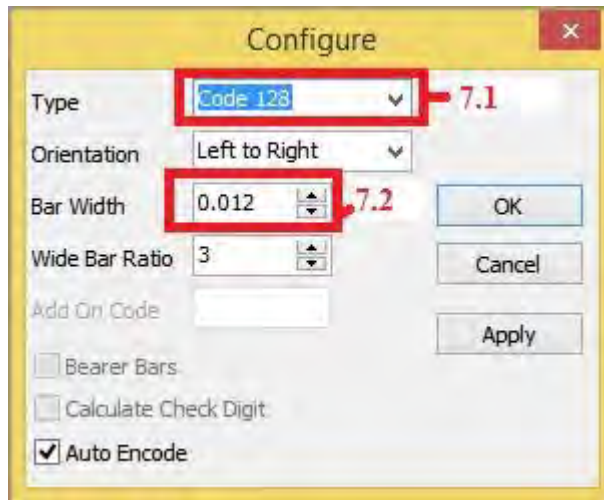 Configure
Type Code 128 7.1
Orientation Left to Right
Bar Width 0.012 7.2 OK
Wide Bar Ratio 3 Cancel
Add On Code
Apply
Bearer Bars
Calculate Check Digit
Auto Encode